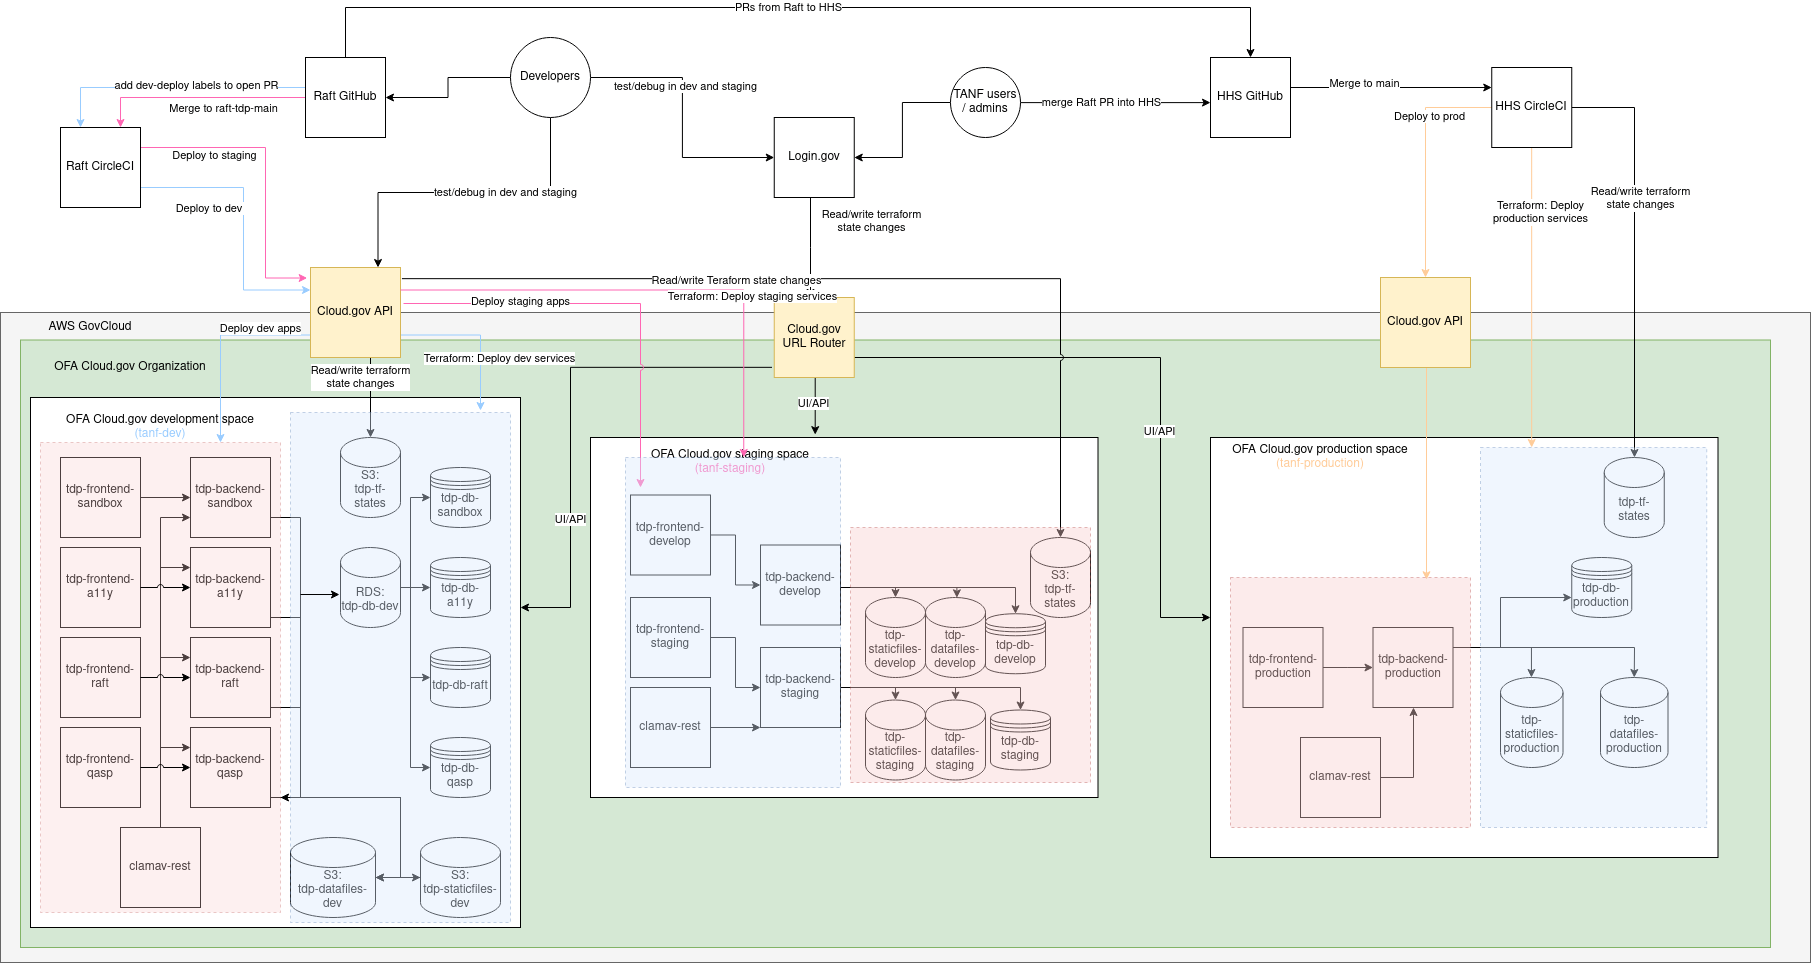 PRs from Raft to HHS
Developers
add dev-deploy labels to open PR
Raft GitHub
test/debug in dev and staging
Merge to raft-tdp-main
TANF users
/ admins
merge Raft PR into HHS
HHS GitHub
Merge to main
HHS CircleCI
Deploy to prod
Raft CircleCI
Deploy to staging
Deploy to dev
Login.gov
test/debug in dev and staging
Read/write terraform
state changes
Read/write terraform
state changes
Terraform: Deploy
production services
Read/write Teraform state changes
Terraform: Deploy staging services
Deploy staging apps
Cloud.gov API
Cloud.gov
URL Router
Cloud.gov API
AWS GovCloud
Deploy dev apps
Terraform: Deploy dev services
OFA Cloud.gov Organization
Read/write terraform
state changes
UI/API
UI/API
UI/API
OFA Cloud.gov development space
(tanf-dev)
tdp-frontend-
sandbox
tdp-backend-
sandbox
tdp-frontend-
a11y
tdp-backend-
a11y
tdp-frontend-
raft
tdp-backend-
raft
tdp-frontend-
qasp
tdp-backend-
qasp
clamav-rest
S3:
tdp-tf-
states
tdp-db-
sandbox
RDS:
tdp-db-dev
tdp-db-
a11y
tdp-db-raft
tdp-db-
qasp
S3:
tdp-datafiles-
dev
S3:
tdp-staticfiles-
dev
OFA Cloud.gov staging space
(tanf-staging)
tdp-frontend-
develop
tdp-backend-
develop
tdp-frontend-
staging
tdp-backend-
staging
clamav-rest
S3:
tdp-tf-
states
tdp-
staticfiles-
develop
tdp-
datafiles-
develop
tdp-db-
develop
tdp-
staticfiles-
staging
tdp-
datafiles-
staging
tdp-db-
staging
OFA Cloud.gov production space
(tanf-production)
tdp-frontend-
production
tdp-backend-
production
clamav-rest
tdp-tf-
states
tdp-db-
production
tdp-
staticfiles-
production
tdp-
datafiles-
production